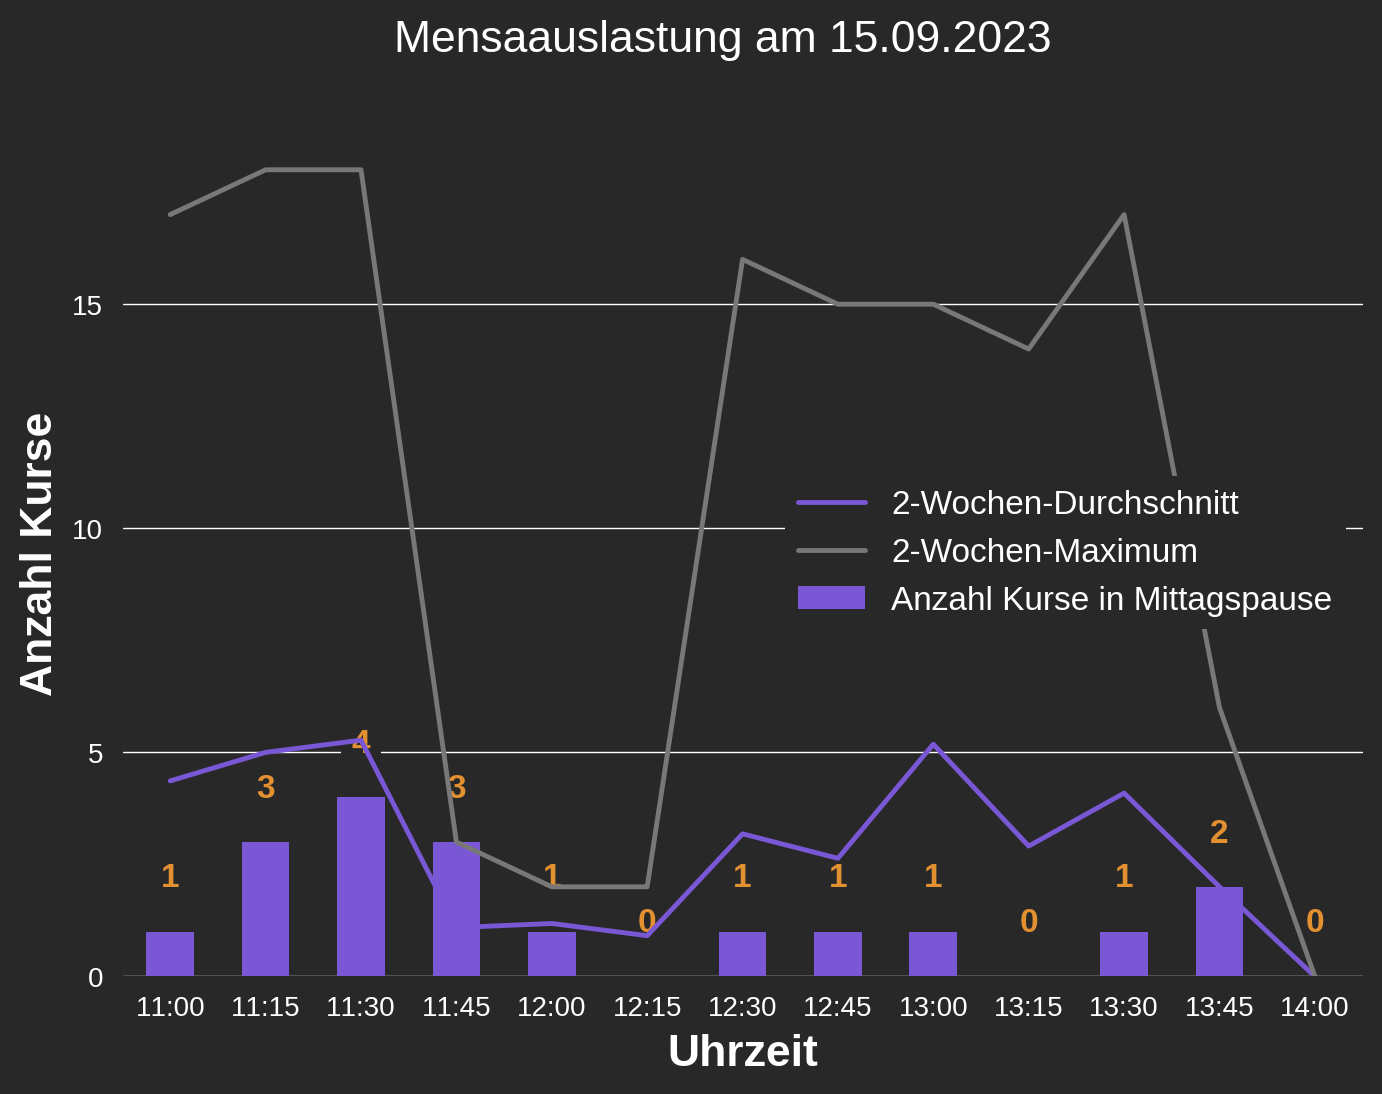 Mensaauslastung am 15.09.2023
Anzahl Kurse
15
10
5
0
2-Wochen-Durchschnitt
2-Wochen-Maximum
Anzahl Kurse in Mittagspause
1 3 4 3 1 0 1 1 1 0 1 2 0
11:00 11:15 11:30 11:45 12:00 12:15 12:30 12:45 13:00 13:15 13:30 13:45 14:00
Uhrzeit